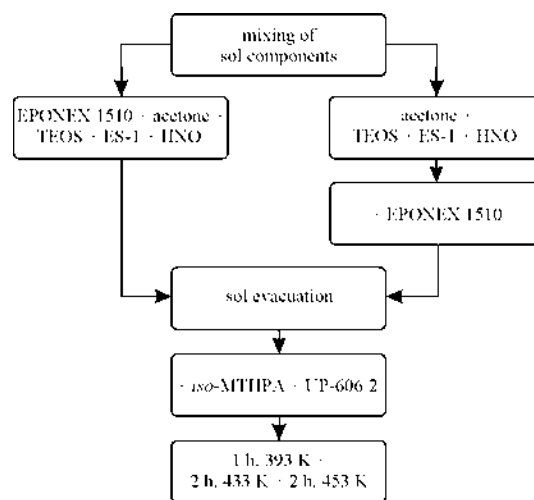 mixing of
sol components
EPONEX 1510 · acetone ·
TEOS · ES-1 · HNO
acetone ·
TEOS · ES-1 · HNO
· EPONEX 1510
sol evacuation
· iso-MTHPA · UP-606 2
1 h, 393 K ·
2 h, 433 K · 2 h, 453 K